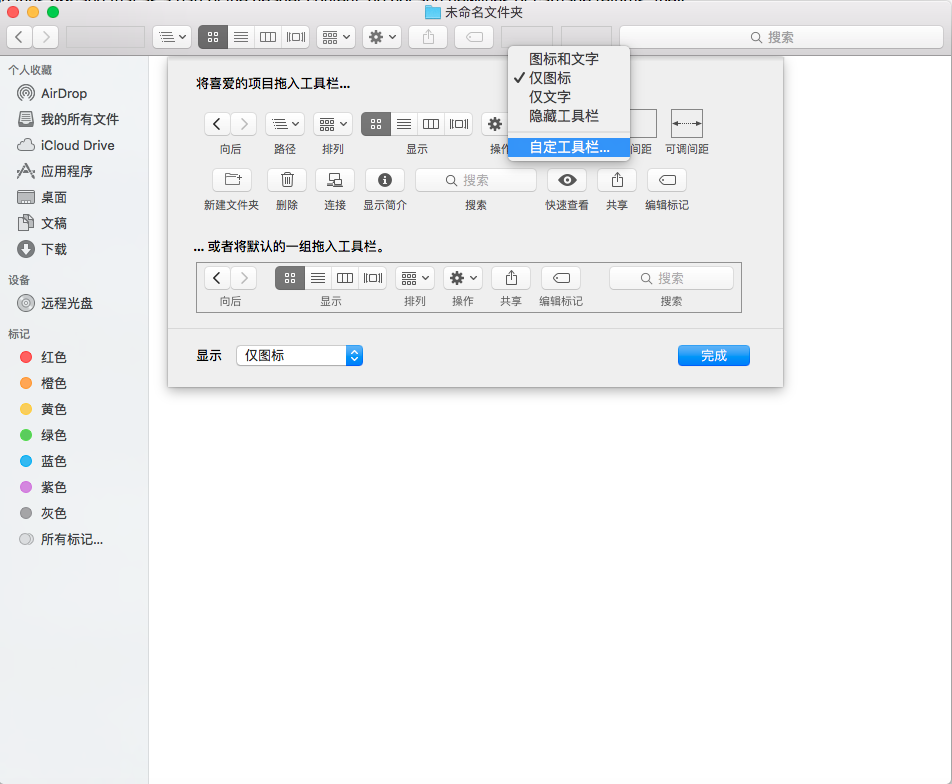 未命名文件夹
搜索
图标和文字
仅图标
仅文字
隐藏工具栏
自定工具栏...
个人收藏
AirDrop
我的所有文件
iCloud Drive
应用程序
桌面
文稿
下载
设备
远程光盘
标记
红色
橙色
黄色
绿色
蓝色
紫色
灰色
所有标记...
将喜爱的项目拖入工具栏...
向后 路径 排列 显示 操作 间距 可调间距
搜索
新建文件夹 删除 连接 显示简介 搜索 快速查看 共享 编辑标记
... 或者将默认的一组拖入工具栏。
搜索
向后 显示 排列 操作 共享 编辑标记 搜索
显示 仅图标 完成